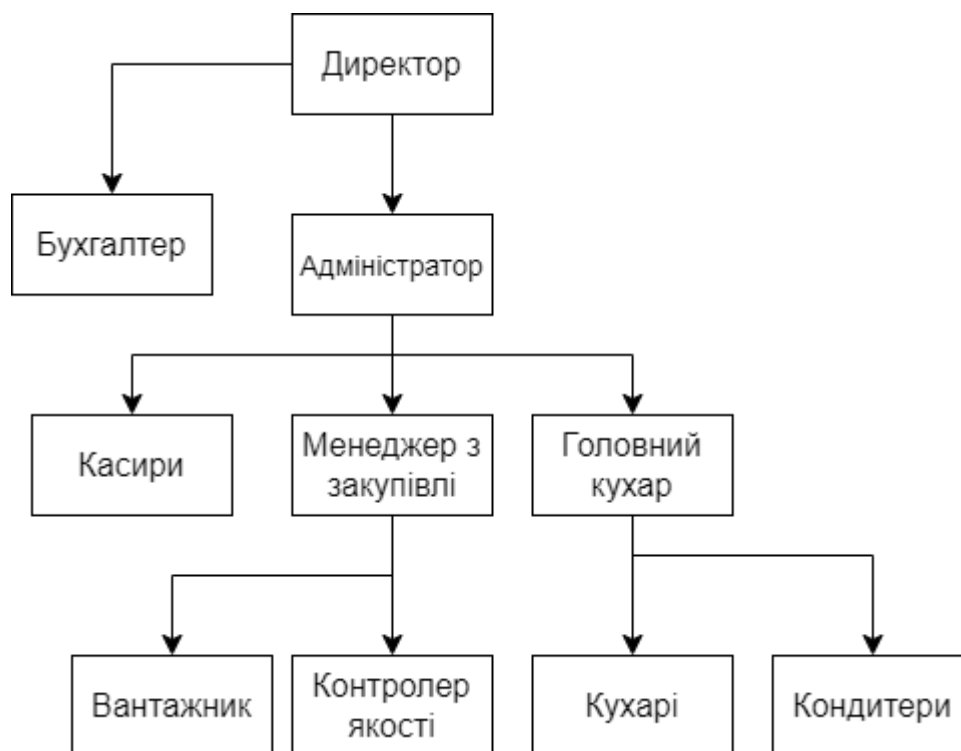 Директор
Бухгалтер
Адміністратор
Касири
Менеджер з
закупівлі
Головний
кухар
Вантажник
Контролер
якості
Кухарі
Кондитери